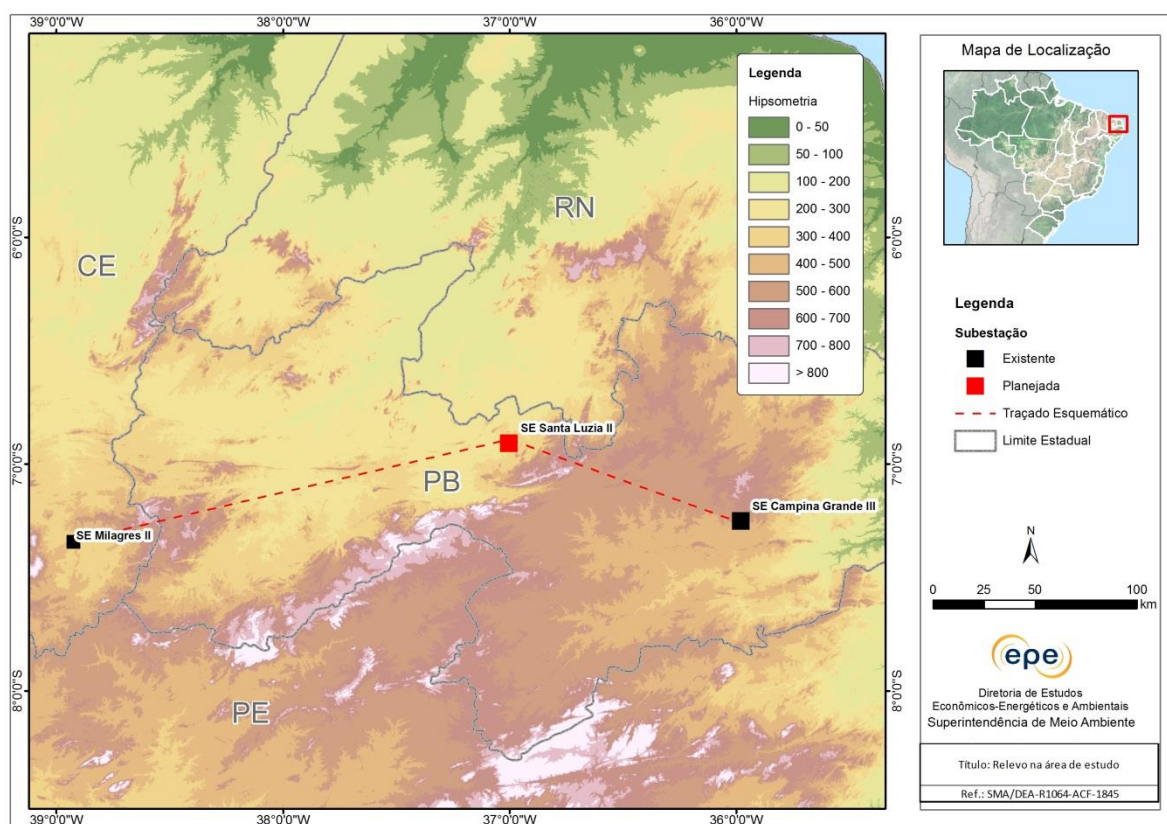 39°0'0"W
38°0'0"W
37°0'0"W
36°0'0"W
6°0'0"S
7°0'0"S
8°0'0"S
6°0'0"S
7°0'0"S
8°0'0"S
CE
RN
PB
PE
SE Santa Luzia II
SE Milagres II
SE Campina Grande III
Legenda
Hipsometria
0 - 50
50 - 100
100 - 200
200 - 300
300 - 400
400 - 500
500 - 600
600 - 700
700 - 800
> 800
39°0'0"W
38°0'0"W
37°0'0"W
36°0'0"W
Mapa de Localização
Legenda
Subestação
Existente
Planejada
Traçado Esquemático
Limite Estadual
N
0 25 50 100
km
epe
Diretoria de Estudos
Econômicos-Energéticos e Ambientais
Superintendência de Meio Ambiente
Título: Relevo na área de estudo
Ref.: SMA/DEA-R1064-ACF-1845